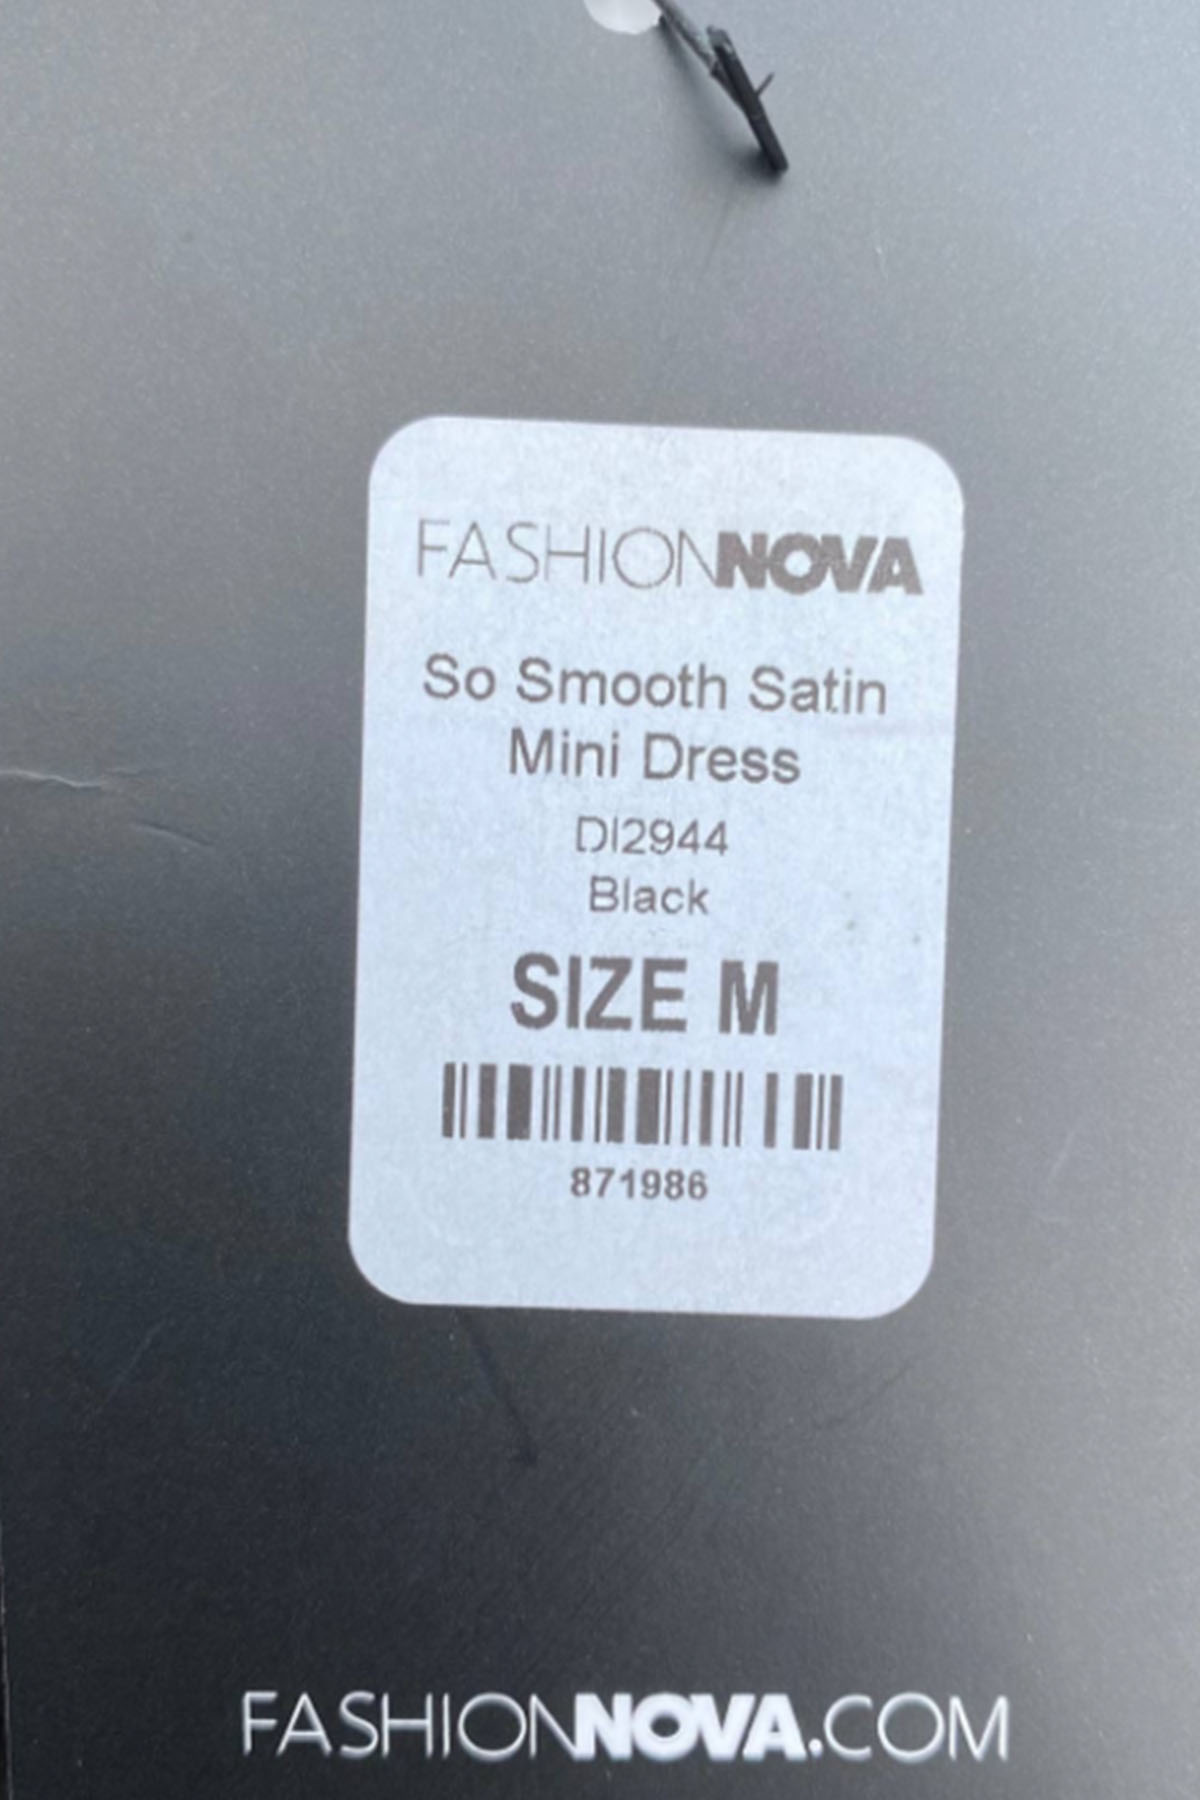 FASHIONNOVA
So Smooth Satin
Mini Dress
DI2944
Black
SIZE M
871986
FASHIONNOVA.COM